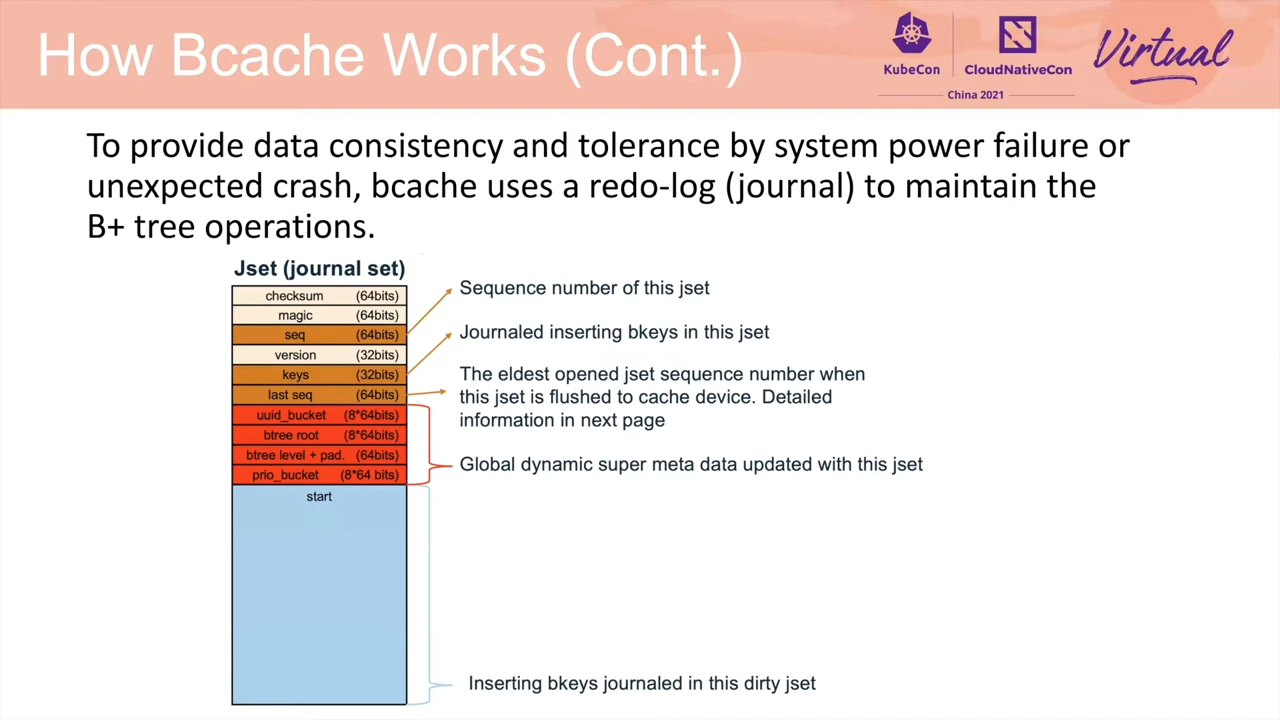 How Bcache Works (Cont.)
KubeCon
CloudNativeCon
China 2021
Virtual
To provide data consistency and tolerance by system power failure or
unexpected crash, bcache uses a redo-log (journal) to maintain the
B+ tree operations.
Jset (journal set)
checksum (64bits)
magic (64bits)
seq (64bits)
version (32bits)
keys (32bits)
last seq (64bits)
uuid_bucket (8*64bits)
btree root (8*64bits)
btree level + pad. (64bits)
prio_bucket (8*64 bits)
start
Sequence number of this jset
Journaled inserting bkeys in this jset
The eldest opened jset sequence number when
this jset is flushed to cache device. Detailed
information in next page
Global dynamic super meta data updated with this jset
Inserting bkeys journaled in this dirty jset